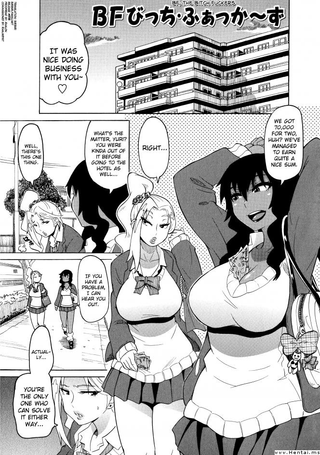 BE THE BITCH FUCKERS
BFびっち・ふぁっか～ず
IT WAS
NICE DOING
BUSINESS
WITH YOU~
♡
WE
GOT 70,000 FOR
TWO, HUH?
WE'VE
MANAGED TO
EARN QUITE
A NICE SUM.
RIGHT...
WHAT'S
THE MATTER,
YURI? YOU
WERE KINDA
OUT OF IT
BEFORE GOING
TO THE
HOTEL AS
WELL...
WELL,
THERE'S THIS
ONE
THING.
IF YOU
HAVE A
PROBLEM, I
CAN HEAR
YOU OUT.
ACTUAL-
LY...
YOU'RE
THE ONLY
ONE WHO
CAN SOLVE
IT EITHER
WAY...
www.Hentai.ms